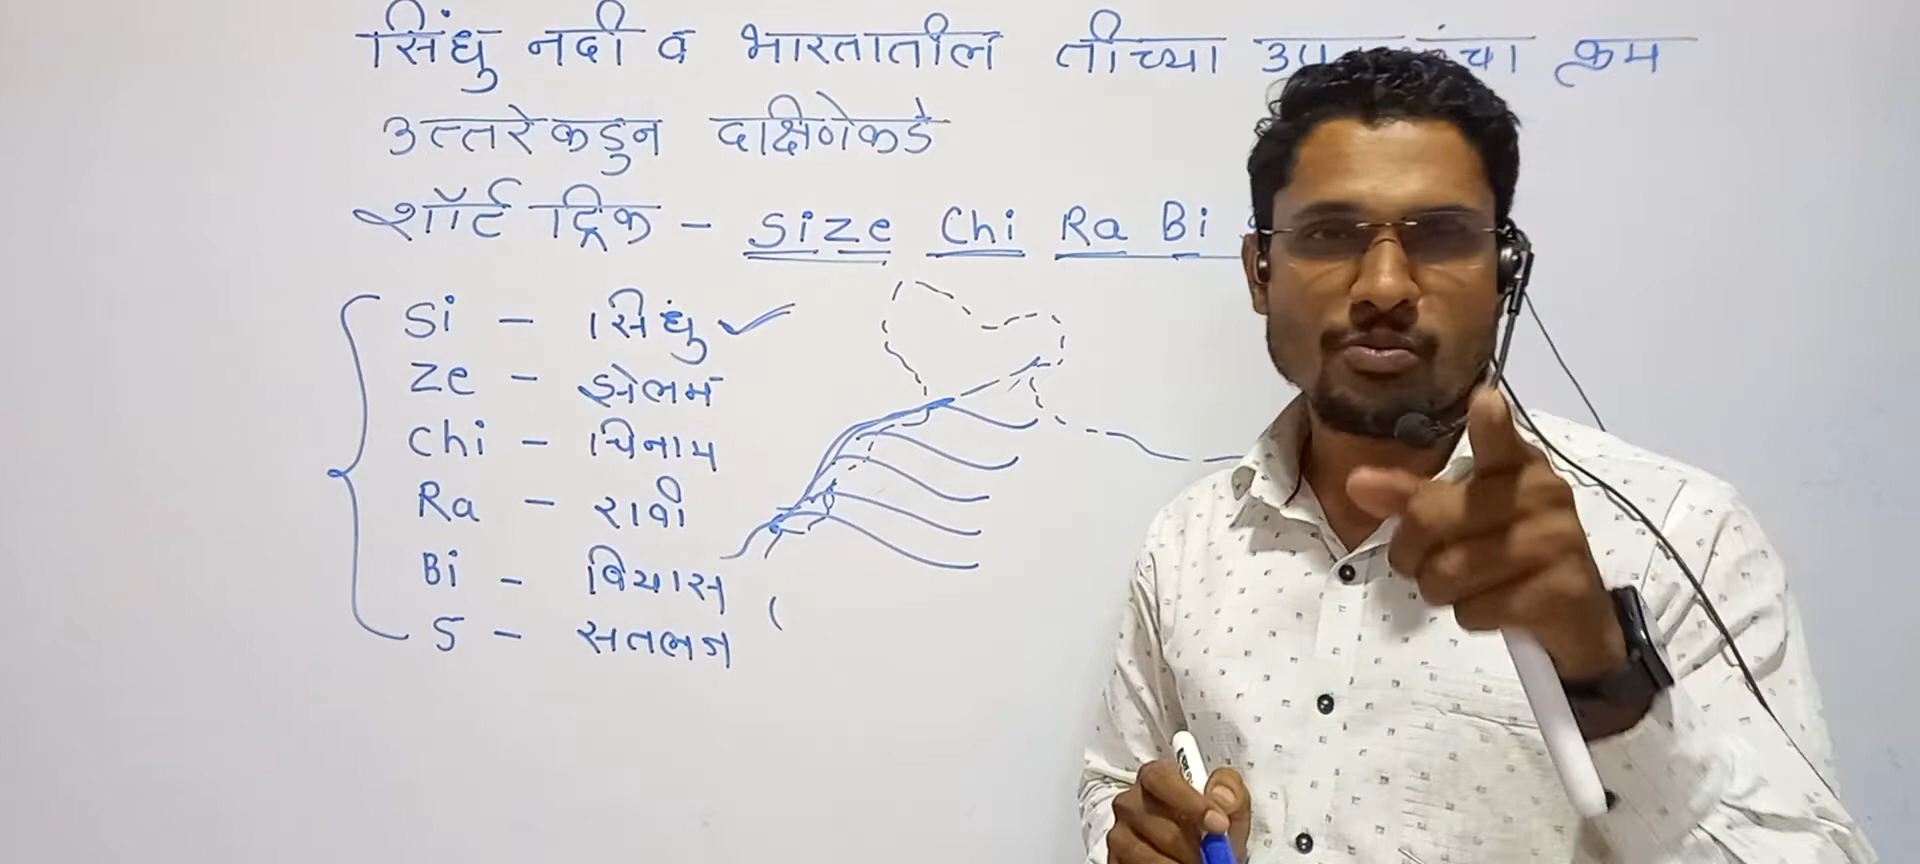 सिंधु नदी व भारतातील तीच्या क्रम
उत्तरेकडुन दक्षिणेकडे
शॉर्ट ट्रिक - Size Chi Ra Bi
Si - सिंधु
Ze - झेलम
Chi - चिनाब
Ra - रावी
Bi - बियास
S - सतलज